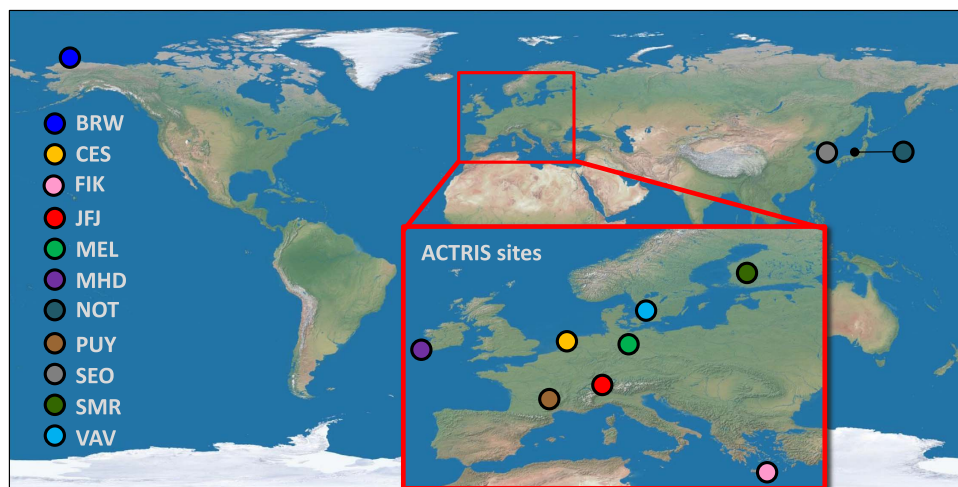 BRW
CES
FIK
JFJ
MEL
MHD
NOT
PUY
SEO
SMR
VAV
ACTRIS sites